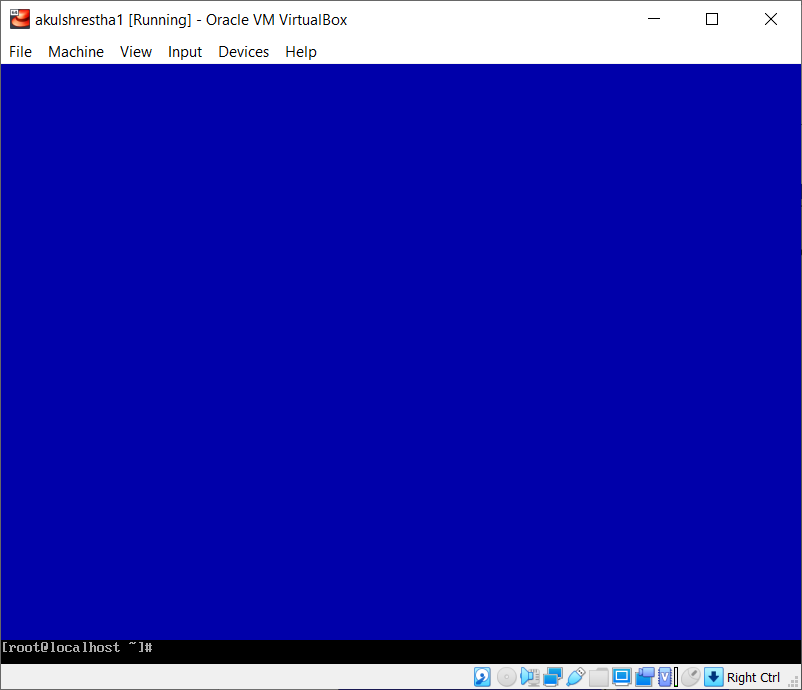 akulshrestha1 [Running] - Oracle VM VirtualBox
File Machine View Input Devices Help
[root@localhost ~]#
Right Ctrl